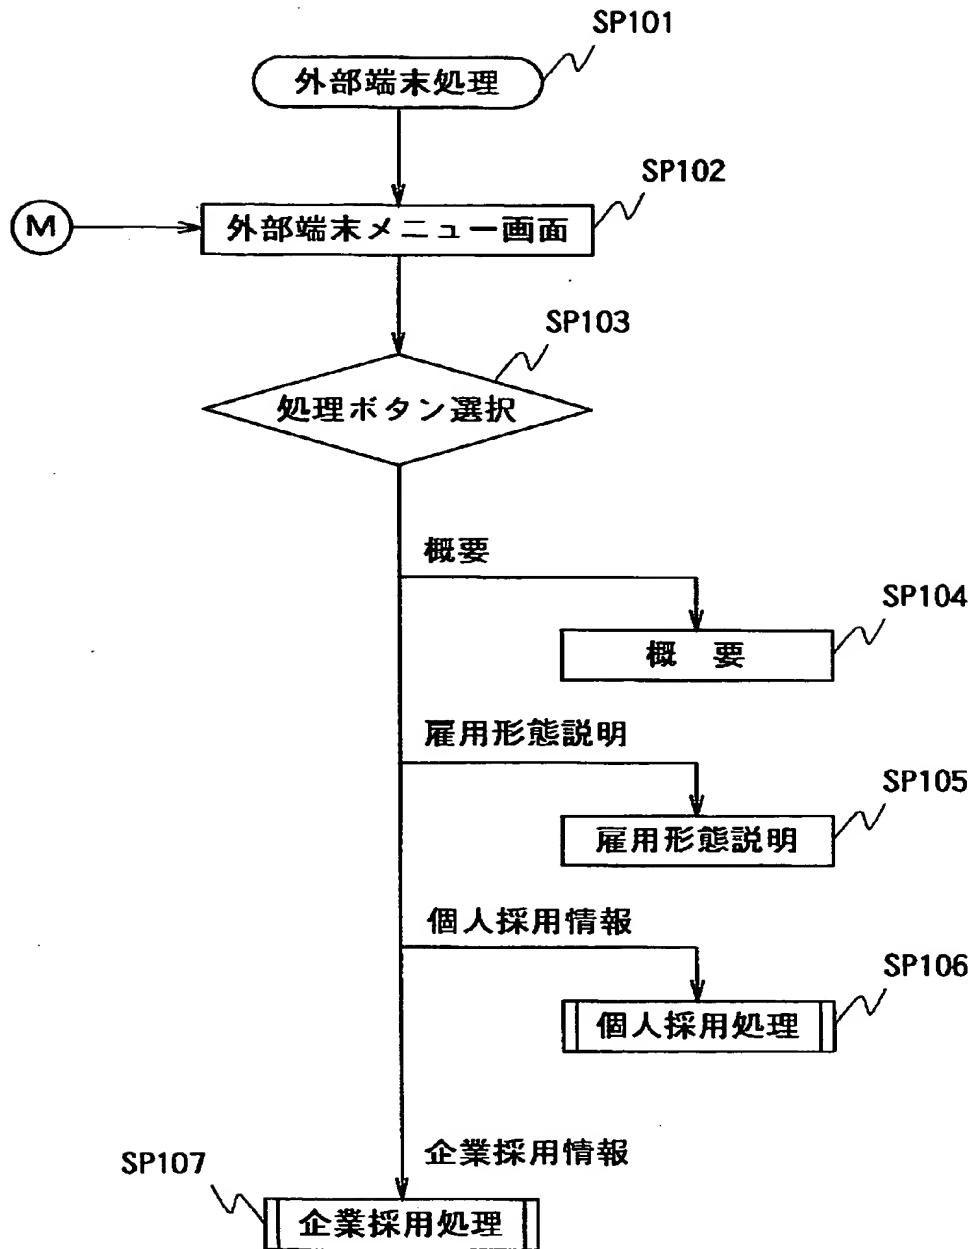 SP101
外部端末処理
SP102
M
外部端末メニュー画面
SP103
処理ボタン選択
概要
SP104
概 要
雇用形態説明
SP105
雇用形態説明
個人採用情報
SP106
個人採用処理
企業採用情報
SP107
企業採用処理